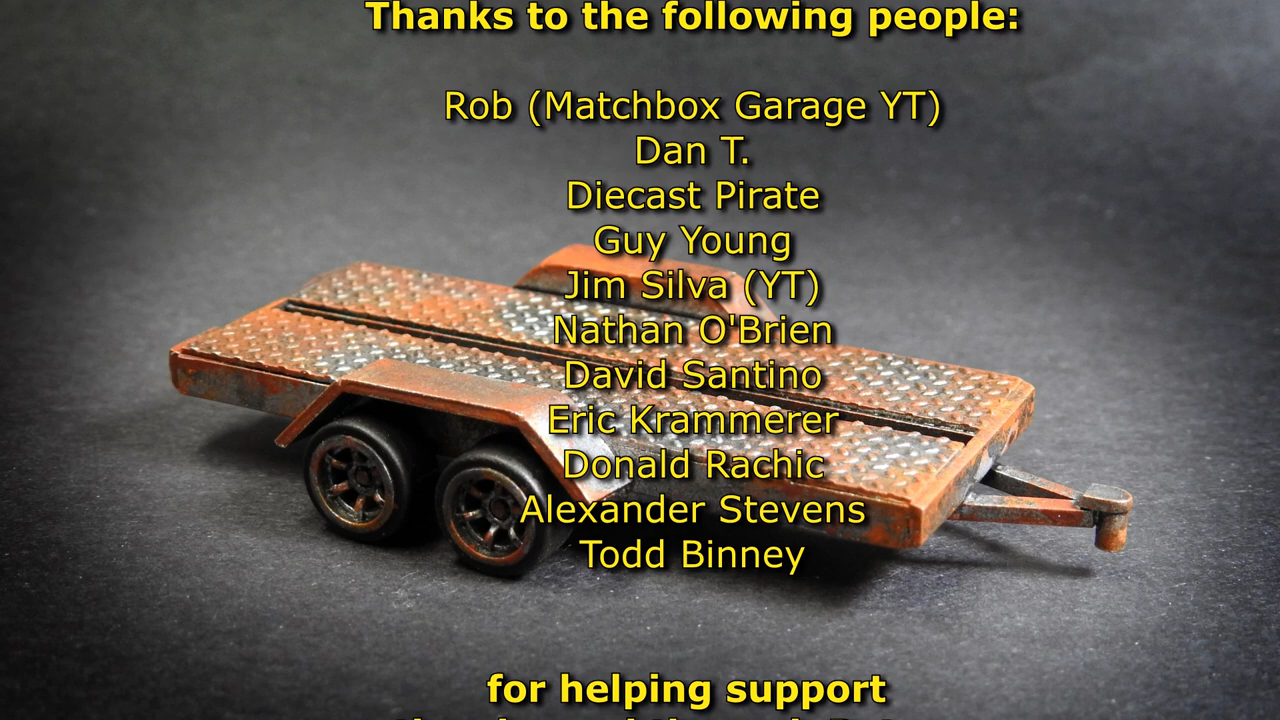 Thanks to the following people:
Rob (Matchbox Garage YT)
Dan T.
Diecast Pirate
Guy Young
Jim Silva (YT)
Nathan O'Brien
David Santino
Eric Krammerer
Donald Rachic
Alexander Stevens
Todd Binney
for helping support